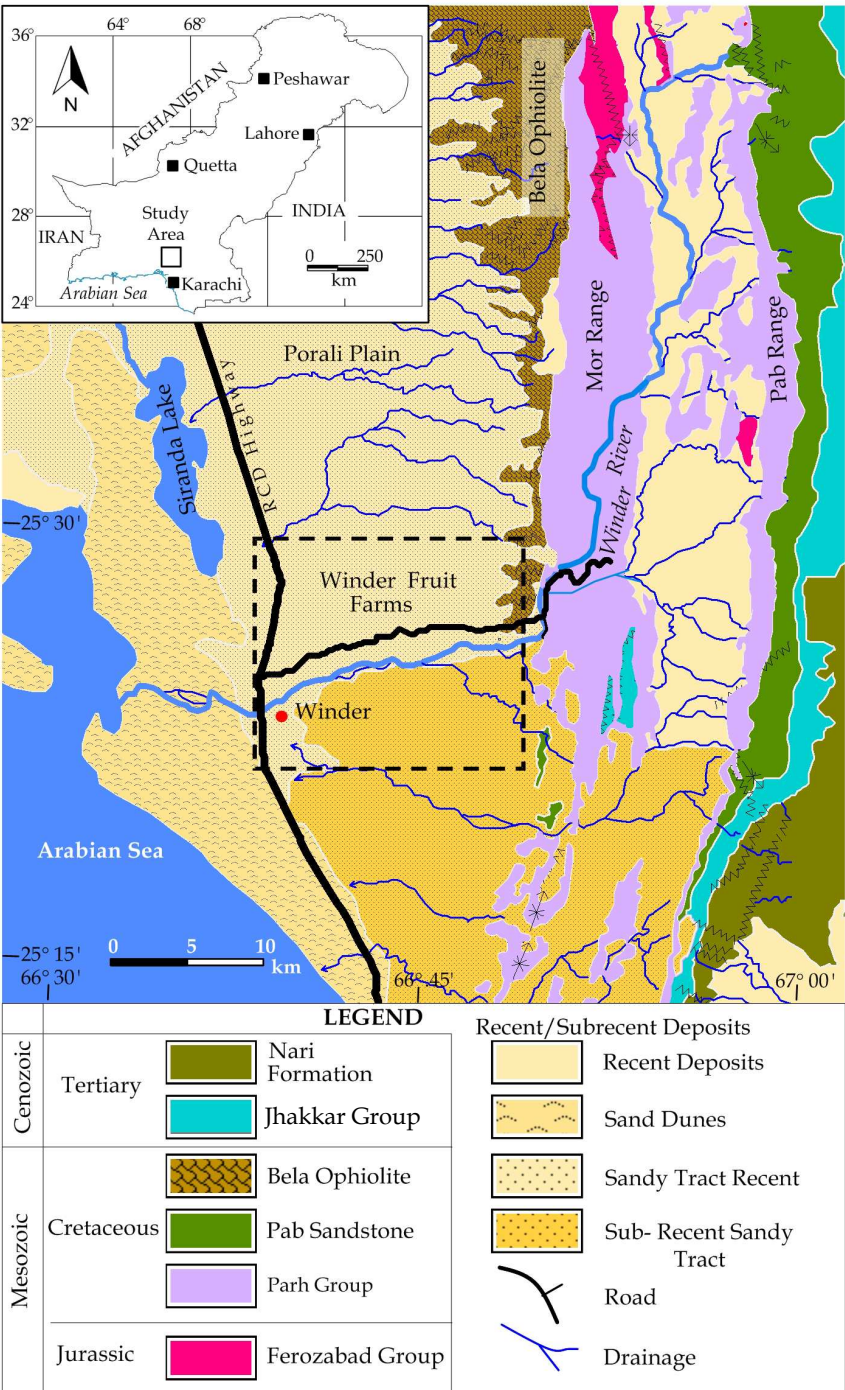 64° 68°
36°
N
AFGHANISTAN
Peshawar
32°
Lahore
Quetta
28°
Study
Area
INDIA
IRAN
0 250
km
Arabian Sea
Karachi
24°
Bela Ophiolite
Mor Range
Pab Range
Porali Plain
Siranda Lake
RCD Highway
Winder River
25° 30'
Winder Fruit
Farms
Winder
Arabian Sea
0 5 10
km
25° 15'
66° 30'
66° 45'
67° 00'
LEGEND
Cenozoic
Tertiary
Nari
Formation
Jhakkar Group
Mesozoic
Cretaceous
Bela Ophiolite
Pab Sandstone
Parh Group
Jurassic
Ferozabad Group
Recent/Subrecent Deposits
Recent Deposits
Sand Dunes
Sandy Tract Recent
Sub- Recent Sandy
Tract
Road
Drainage